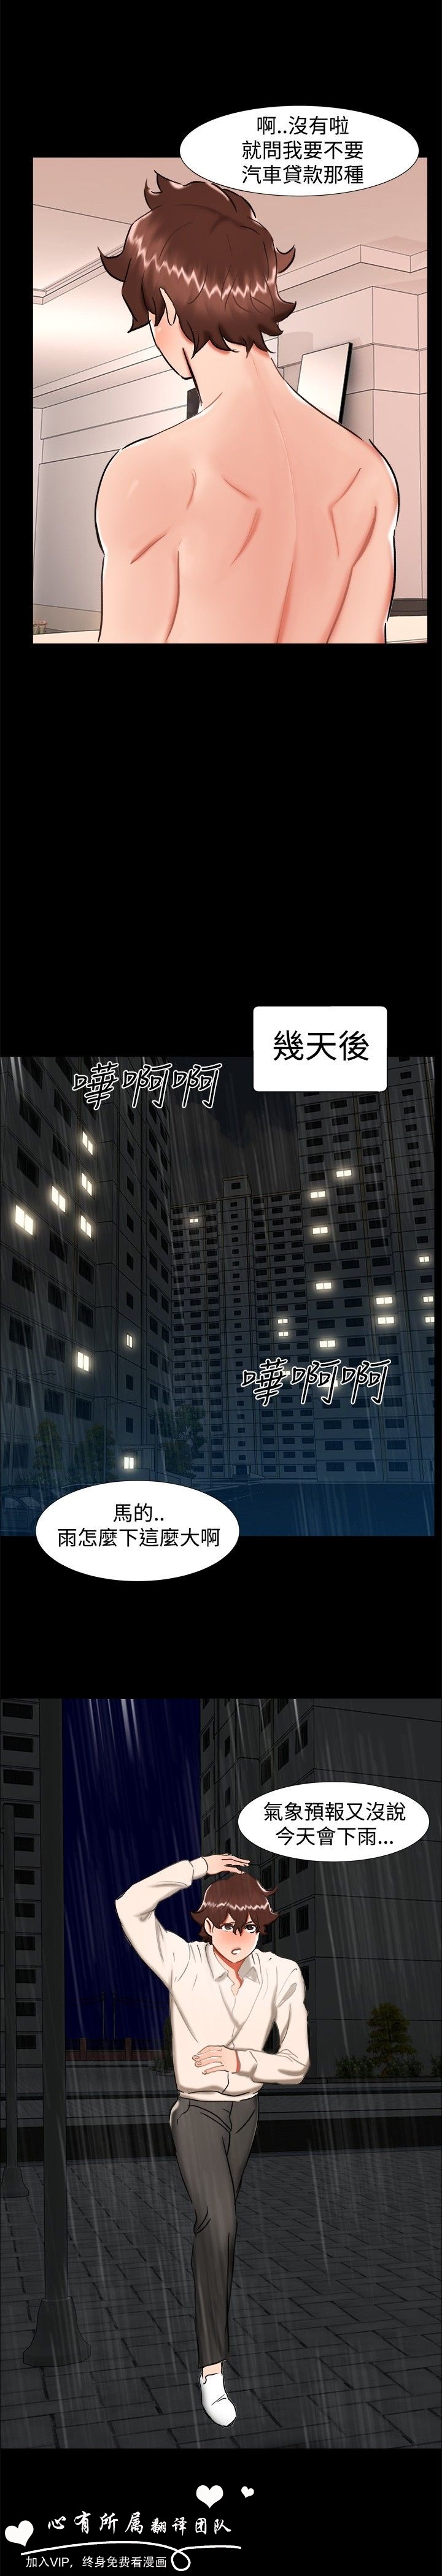 啊..沒有啦
就問我要不要
汽車貸款那種
幾天後
嘩啊啊
嘩啊啊
馬的..
雨怎麼下這麼大啊
氣象預報又沒說
今天會下雨...
心有所属翻译团队
加入VIP，终身免费看漫画